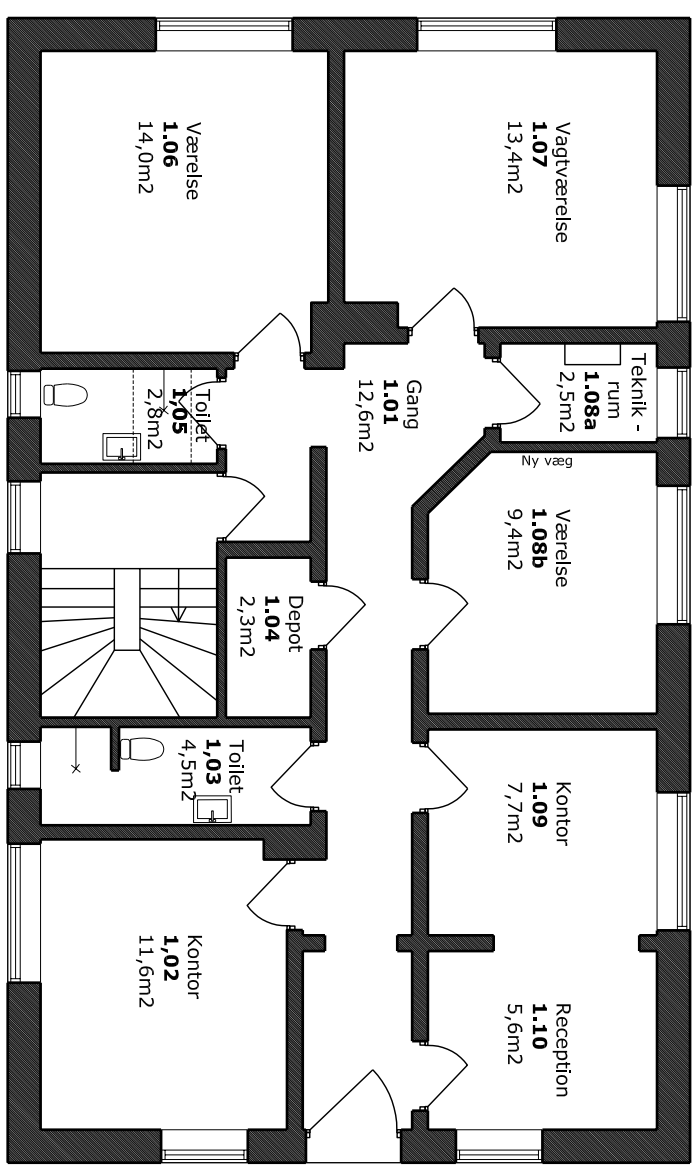 Værelse
1.06
14,0m2
Vagtværelse
1.07
13,4m2
Toilet
1,05
2,8m2
Gang
1.01
12,6m2
Teknik -
rum
1.08a
2,5m2
Ny væg
Værelse
1.08b
9,4m2
Depot
1.04
2,3m2
Toilet
1,03
4,5m2
Kontor
1.09
7,7m2
Kontor
1,02
11,6m2
Reception
1.10
5,6m2